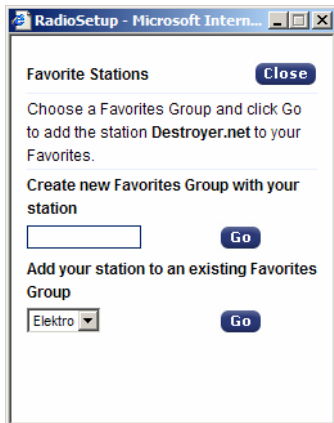 RadioSetup - Microsoft Intern...
Favorite Stations
Close
Choose a Favorites Group and click Go
to add the station Destroyer.net to your
Favorites.
Create new Favorites Group with your
station
Go
Add your station to an existing Favorites
Group
Elektro
Go